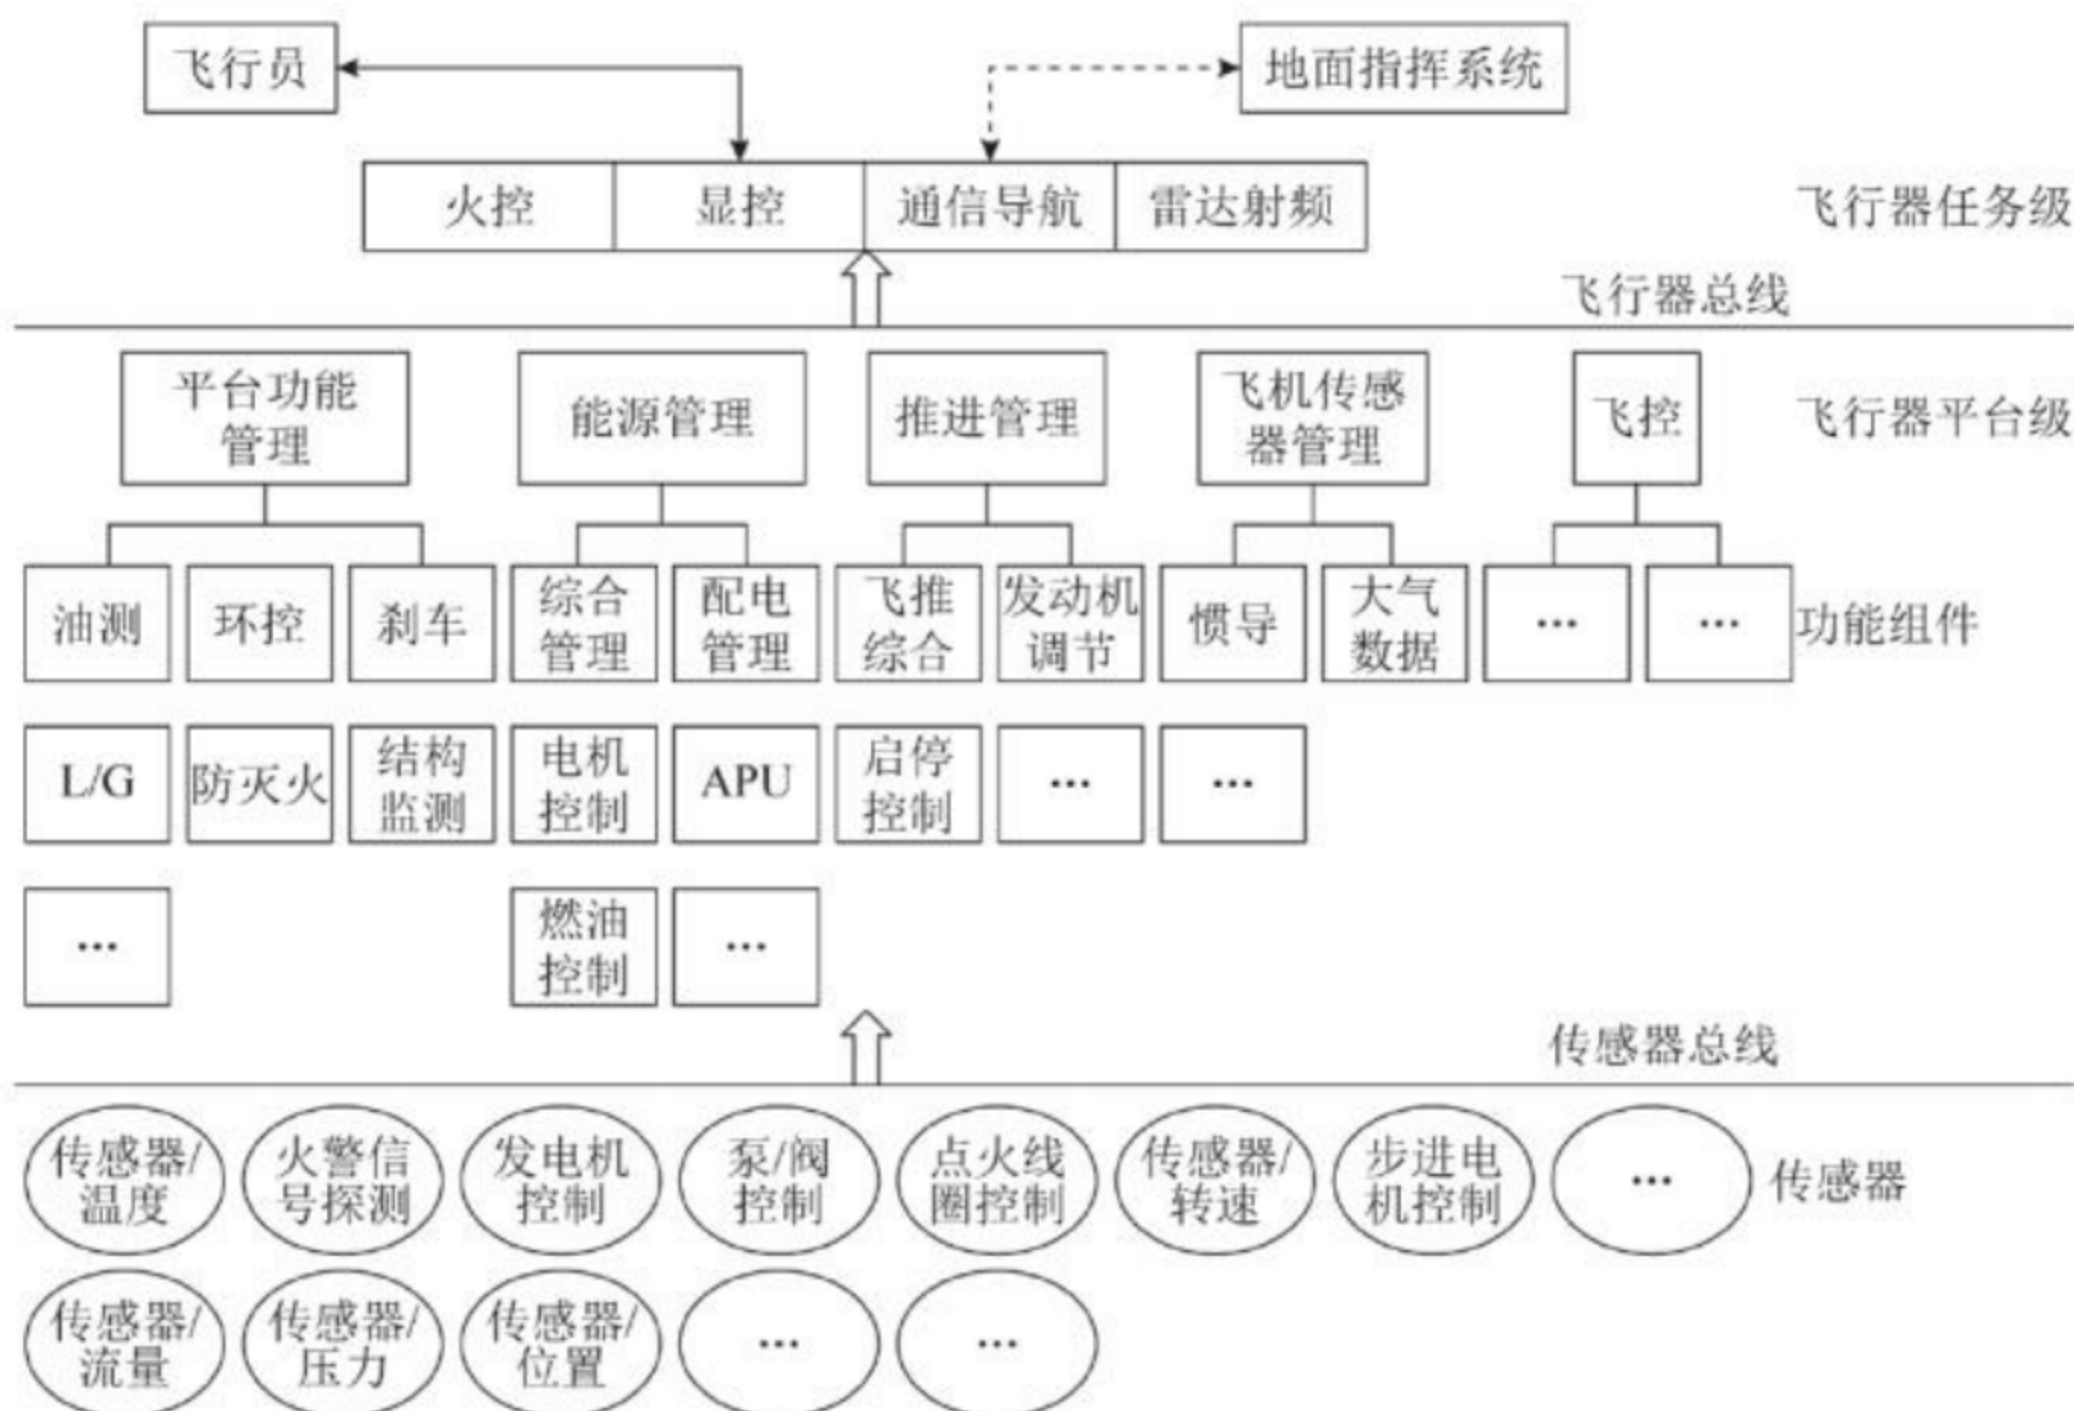 飞行员
地面指挥系统
火控
显控
通信导航
雷达射频
飞行器任务级
飞行器总线
平台功能
管理
能源管理
推进管理
飞机传感
器管理
飞控
飞行器平台级
油测
环控
刹车
综合
管理
配电
管理
飞推
综合
发动机
调节
惯导
大气
数据
···
···
功能组件
L/G
防灭火
结构
监测
电机
控制
APU
启停
控制
···
···
···
燃油
控制
···
传感器总线
传感器/
温度
火警信
号探测
发电机
控制
泵/阀
控制
点火线
圈控制
传感器/
转速
步进电
机控制
···
传感器
传感器/
流量
传感器/
压力
传感器/
位置
···
···